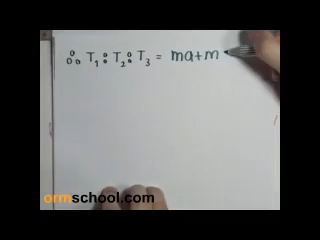 ∴ T₁ : T₂ : T₃ = ma+m
ormschool.com